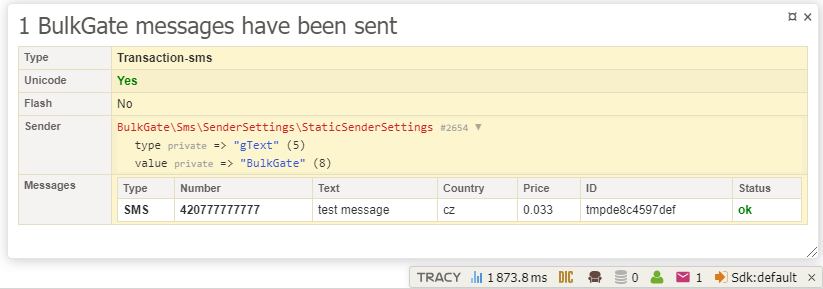 1 BulkGate messages have been sent
¤ ×
Type Transaction-sms
Unicode Yes
Flash No
Sender BulkGate\Sms\SenderSettings\StaticSenderSettings #2654 ▼
type private => "gText" (5)
value private => "BulkGate" (8)
Messages Type Number Text Country Price ID Status
SMS 420777777777 test message cz 0.033 tmpde8c4597def ok
TRACY 1 873.8 ms DIC 0 1 Sdk:default ×